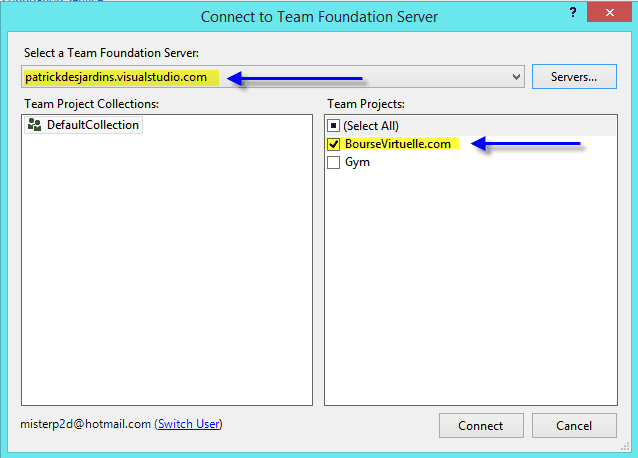 Connect to Team Foundation Server
?
Select a Team Foundation Server:
patrickdesjardins.visualstudio.com
Servers...
Team Project Collections:
Team Projects:
DefaultCollection
(Select All)
BourseVirtuelle.com
Gym
misterp2d@hotmail.com (Switch User)
Connect
Cancel